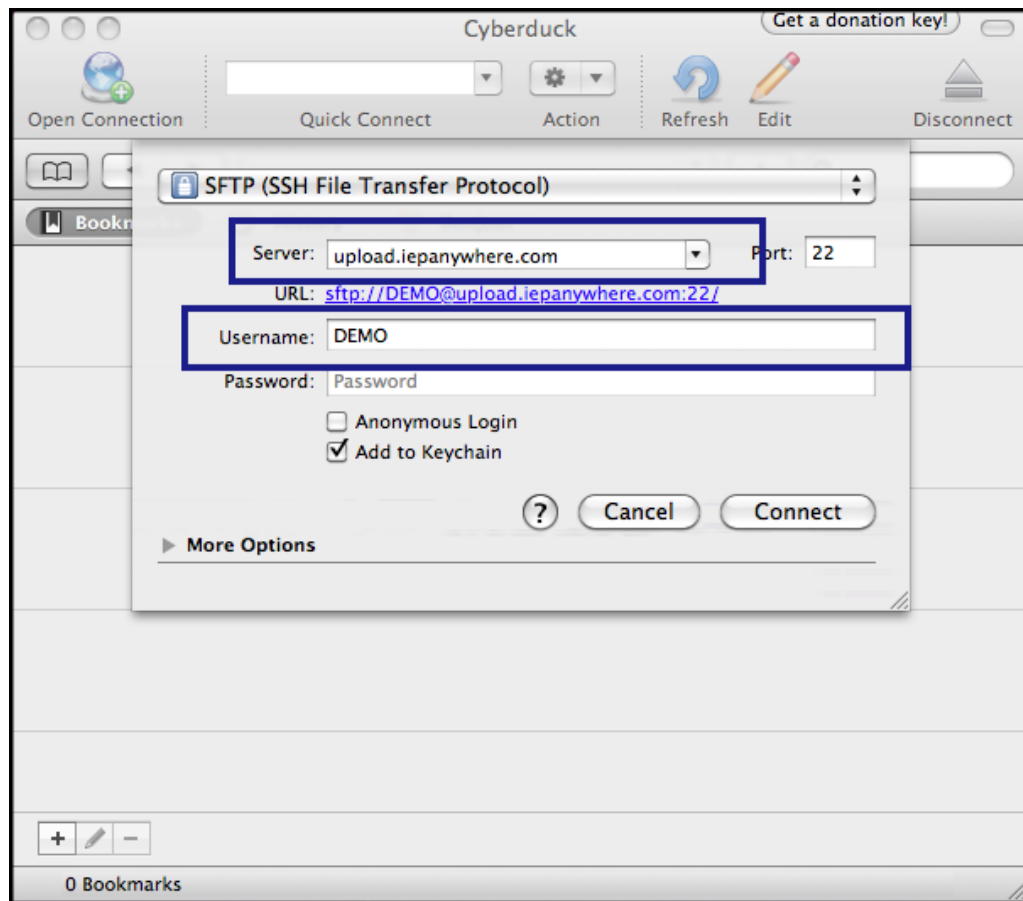 Cyberduck
Get a donation key!
Open Connection
Quick Connect
Action
Refresh
Edit
Disconnect
SFTP (SSH File Transfer Protocol)
Server: upload.iepanywhere.com Port: 22
URL: sftp://DEMO@upload.iepanywhere.com:22/
Username: DEMO
Password: Password
Anonymous Login
Add to Keychain
? Cancel Connect
More Options
0 Bookmarks